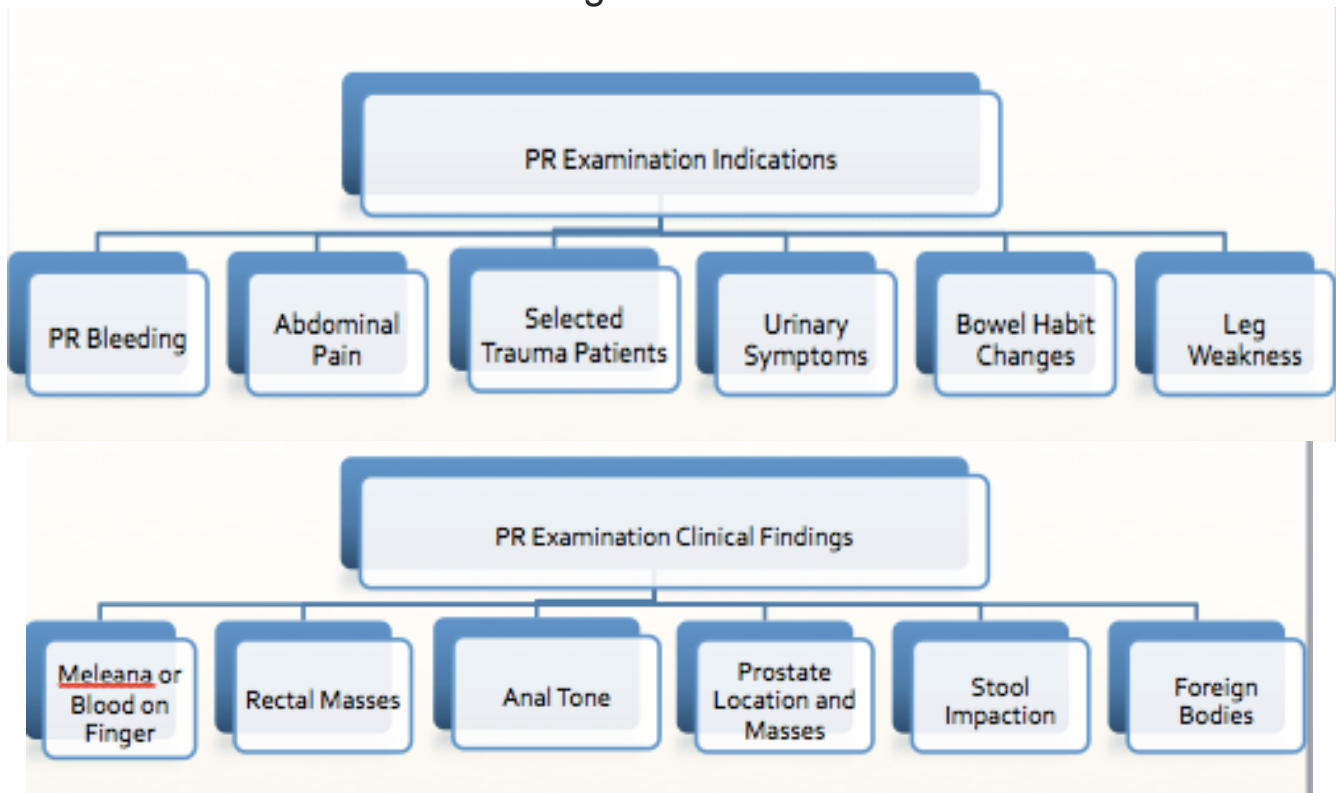 PR Examination Indications
PR Bleeding
Abdominal
Pain
Selected
Trauma Patients
Urinary
Symptoms
Bowel Habit
Changes
Leg
Weakness
PR Examination Clinical Findings
Meleana or
Blood on
Finger
Rectal Masses
Anal Tone
Prostate
Location and
Masses
Stool
Impaction
Foreign
Bodies